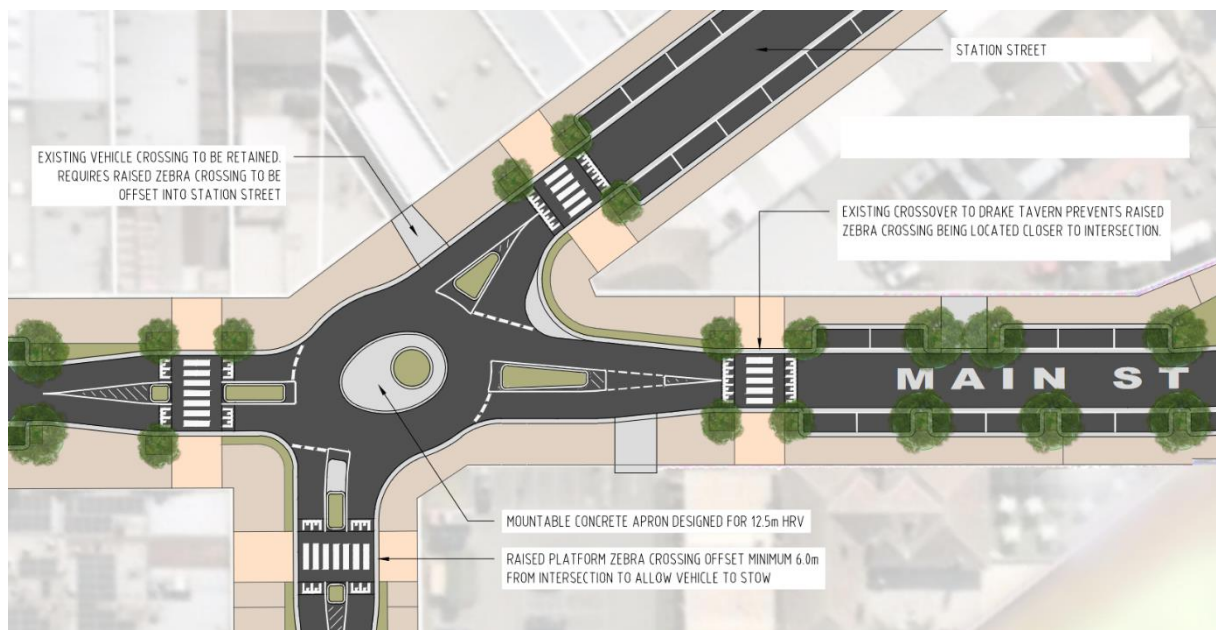 STATION STREET
EXISTING VEHICLE CROSSING TO BE RETAINED.
REQUIRES RAISED ZEBRA CROSSING TO BE
OFFSET INTO STATION STREET
EXISTING CROSSOVER TO DRAKE TAVERN PREVENTS RAISED
ZEBRA CROSSING BEING LOCATED CLOSER TO INTERSECTION.
MAIN ST
MOUNTABLE CONCRETE APRON DESIGNED FOR 12.5m HRV
RAISED PLATFORM ZEBRA CROSSING OFFSET MINIMUM 6.0m
FROM INTERSECTION TO ALLOW VEHICLE TO STOW